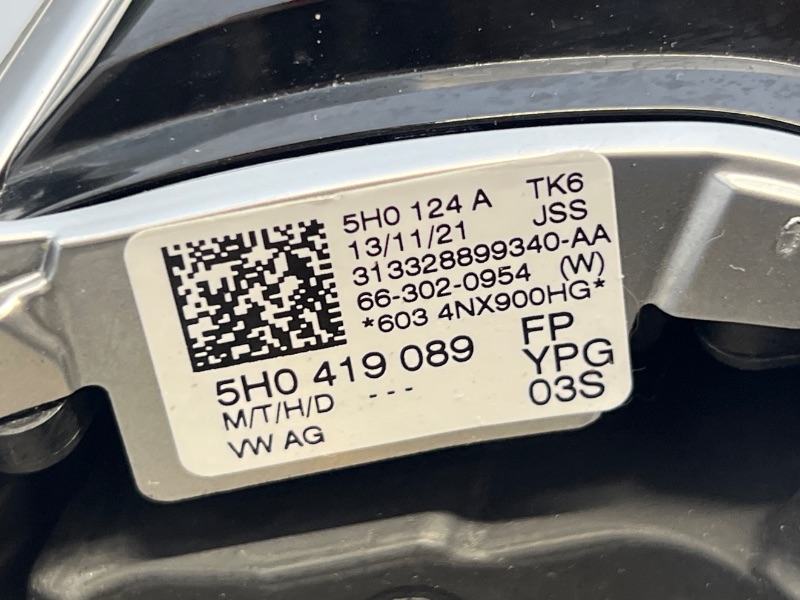 5H0 124 A TK6
13/11/21 JSS
313328899340-AA
66-302-0954 (W)
*603 4NX900HG*
5H0 419 089 FP
M/T/H/D --- YPG
VW AG 03S